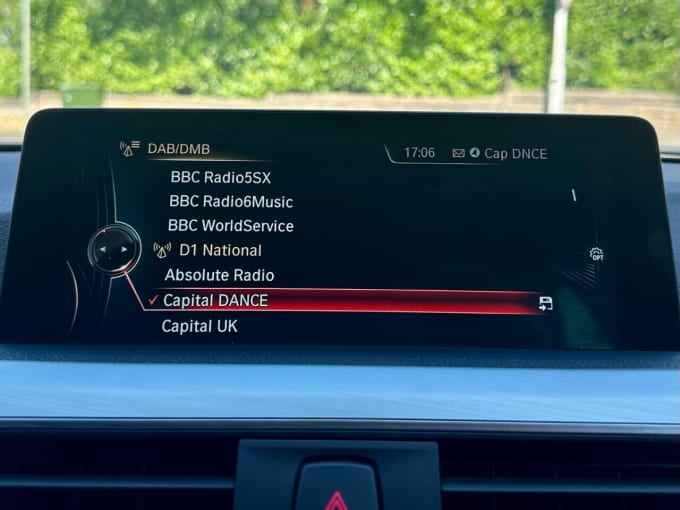 DAB/DMB
17:06 Cap DNCE
BBC Radio5SX
BBC Radio6Music
BBC WorldService
D1 National
OPT
Absolute Radio
Capital DANCE
Capital UK